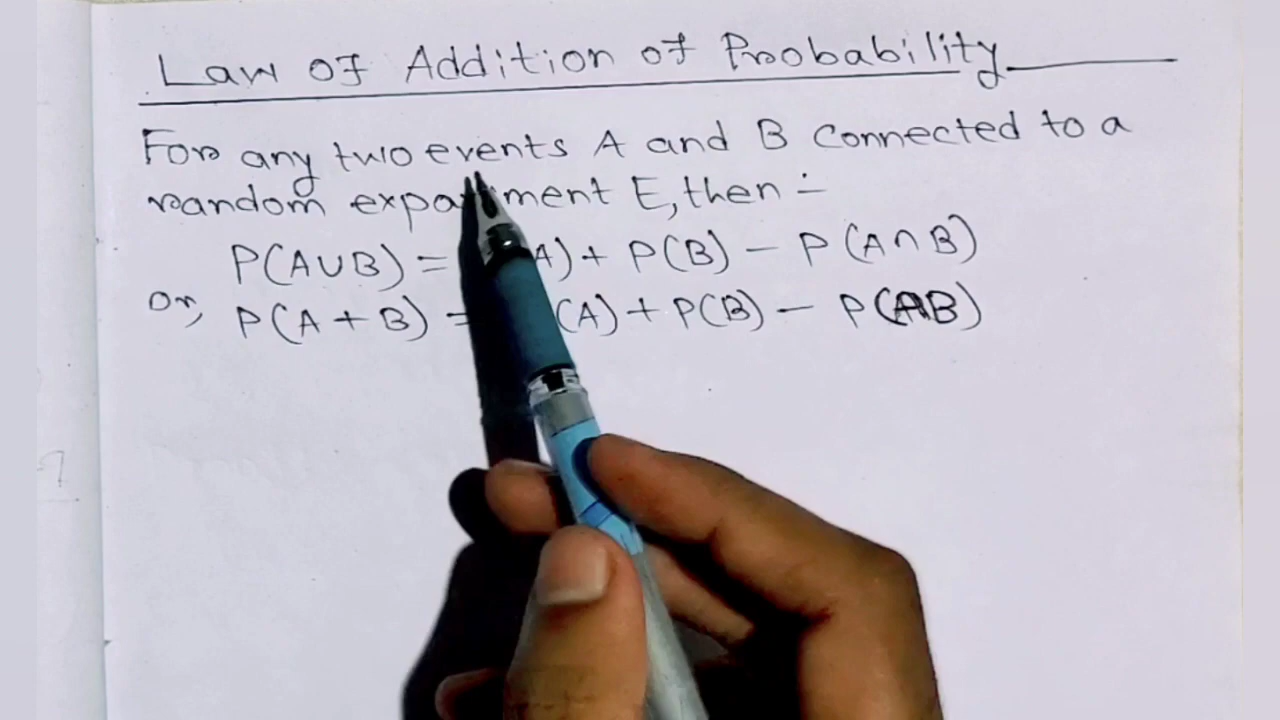 Law of Addition of Probability
For any two events A and B connected to a
random experiment E, then :-
P(A∪B) = P(A) + P(B) - P(A∩B)
Or, P(A + B) = P(A) + P(B) - P(AB)